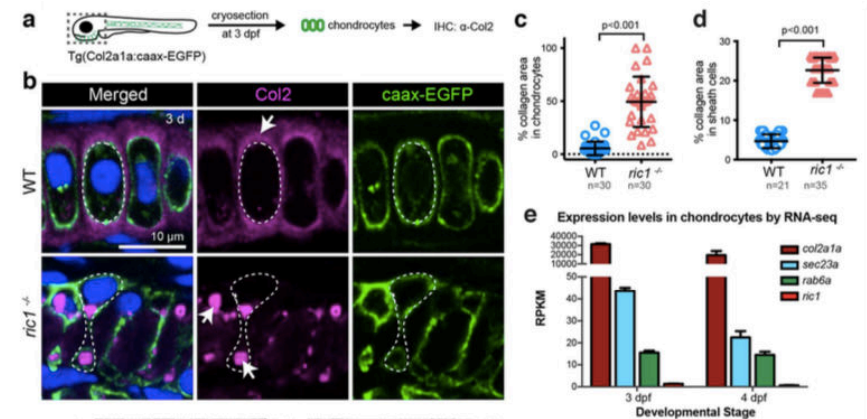 a
cryosection
at 3 dpf
chondrocytes
IHC: α-Col2
Tg(Col2a1a:caax-EGFP)
b
Merged
Col2
caax-EGFP
WT
3 d
10 μm
ric1 -/-
c
p<0.001
% collagen area
in chondrocytes
100
50
0
WT
ric1 -/-
n=30
n=30
d
p<0.001
% collagen area
in sheath cells
30
20
10
0
WT
ric1 -/-
n=21
n=35
e
Expression levels in chondrocytes by RNA-seq
RPKM
40000
30000
20000
10000
50
40
30
20
10
0
col2a1a
sec23a
rab6a
ric1
3 dpf
4 dpf
Developmental Stage